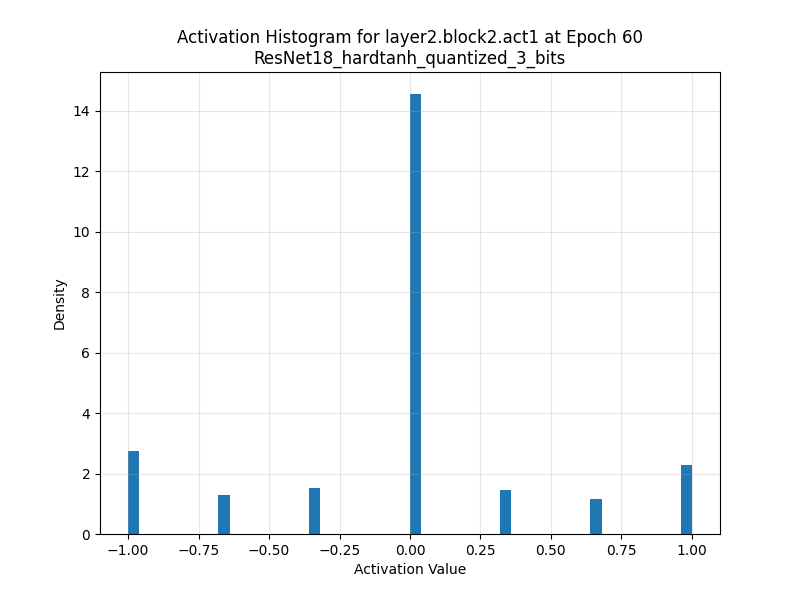 Activation Histogram for layer2.block2.act1 at Epoch 60
ResNet18_hardtanh_quantized_3_bits
14
12
10
8
6
4
2
0
Density
−1.00 −0.75 −0.50 −0.25 0.00 0.25 0.50 0.75 1.00
Activation Value